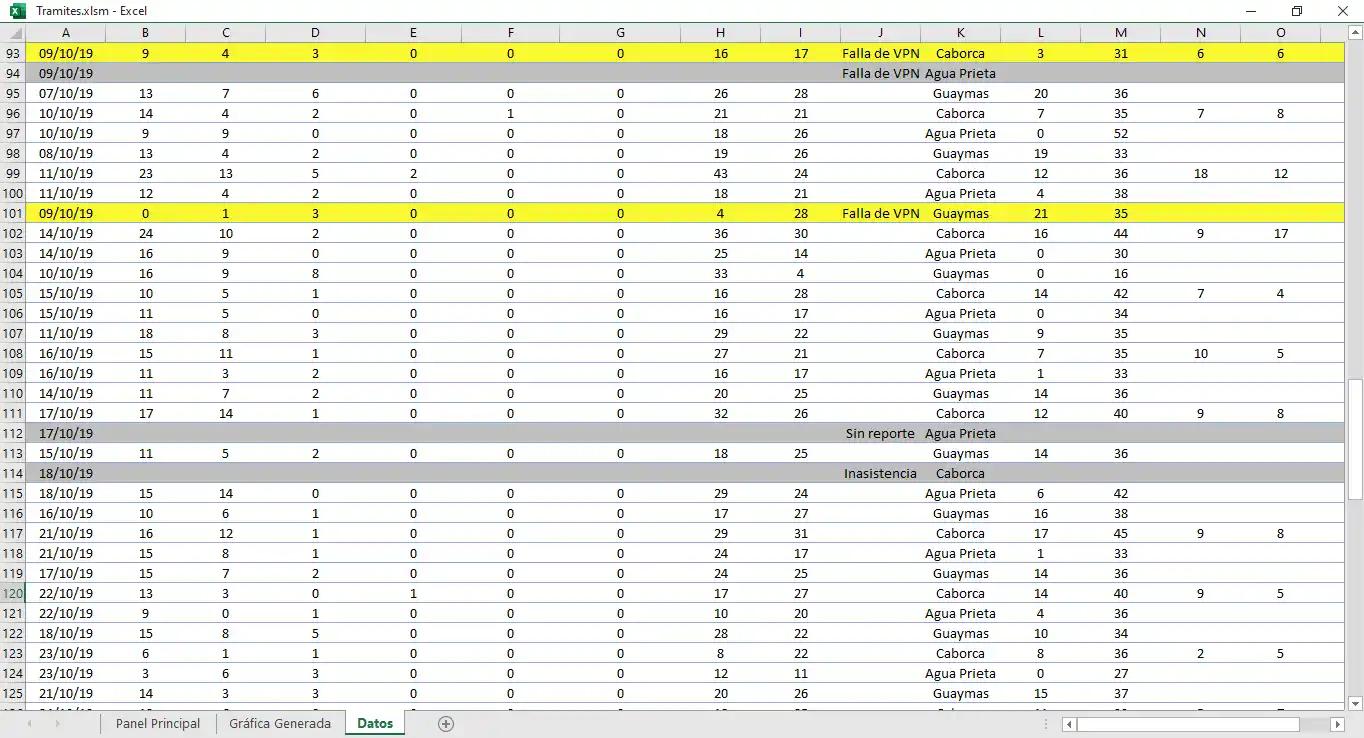 Tramites.xlsm - Excel
A B C D E F G H I J K L M N O
93 09/10/19 9 4 3 0 0 0 16 17 Falla de VPN Caborca 3 31 6 6
94 09/10/19 Falla de VPN Agua Prieta
95 07/10/19 13 7 6 0 0 0 26 28 Guaymas 20 36
96 10/10/19 14 4 2 0 1 0 21 21 Caborca 7 35 7 8
97 10/10/19 9 9 0 0 0 0 18 26 Agua Prieta 0 52
98 08/10/19 13 4 2 0 0 0 19 26 Guaymas 19 33
99 11/10/19 23 13 5 2 0 0 43 24 Caborca 12 36 18 12
100 11/10/19 12 4 2 0 0 0 18 21 Agua Prieta 4 38
101 09/10/19 0 1 3 0 0 0 4 28 Falla de VPN Guaymas 21 35
102 14/10/19 24 10 2 0 0 0 36 30 Caborca 16 44 9 17
103 14/10/19 16 9 0 0 0 0 25 14 Agua Prieta 0 30
104 10/10/19 16 9 8 0 0 0 33 4 Guaymas 0 16
105 15/10/19 10 5 1 0 0 0 16 28 Caborca 14 42 7 4
106 15/10/19 11 5 0 0 0 0 16 17 Agua Prieta 0 34
107 11/10/19 18 8 3 0 0 0 29 22 Guaymas 9 35
108 16/10/19 15 11 1 0 0 0 27 21 Caborca 7 35 10 5
109 16/10/19 11 3 2 0 0 0 16 17 Agua Prieta 1 33
110 14/10/19 11 7 2 0 0 0 20 25 Guaymas 14 36
111 17/10/19 17 14 1 0 0 0 32 26 Caborca 12 40 9 8
112 17/10/19 Sin reporte Agua Prieta
113 15/10/19 11 5 2 0 0 0 18 25 Guaymas 14 36
114 18/10/19 Inasistencia Caborca
115 18/10/19 15 14 0 0 0 0 29 24 Agua Prieta 6 42
116 16/10/19 10 6 1 0 0 0 17 27 Guaymas 16 38
117 21/10/19 16 12 1 0 0 0 29 31 Caborca 17 45 9 8
118 21/10/19 15 8 1 0 0 0 24 17 Agua Prieta 1 33
119 17/10/19 15 7 2 0 0 0 24 25 Guaymas 14 36
120 22/10/19 13 3 0 1 0 0 17 27 Caborca 14 40 9 5
121 22/10/19 9 0 1 0 0 0 10 20 Agua Prieta 4 36
122 18/10/19 15 8 5 0 0 0 28 22 Guaymas 10 34
123 23/10/19 6 1 1 0 0 0 8 22 Caborca 8 36 2 5
124 23/10/19 3 6 3 0 0 0 12 11 Agua Prieta 0 27
125 21/10/19 14 3 3 0 0 0 20 26 Guaymas 15 37
Panel Principal Gráfica Generada Datos